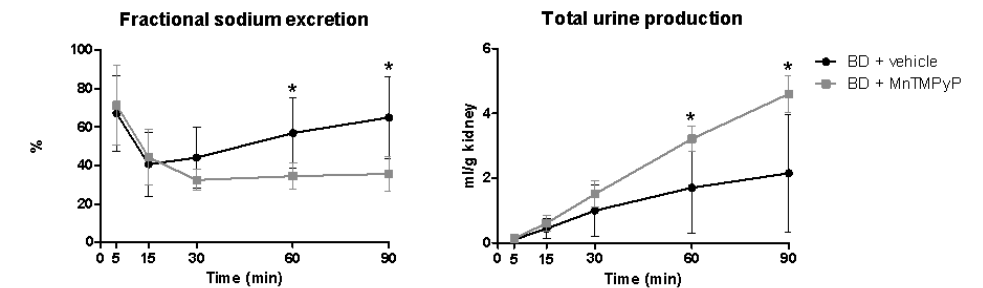 Fractional sodium excretion
100
80
60
40
20
0
%
*
*
0 5 15 30 60 90
Time (min)
Total urine production
6
4
2
0
ml/g kidney
*
*
0 5 15 30 60 90
Time (min)
BD + vehicle
BD + MnTMPyP